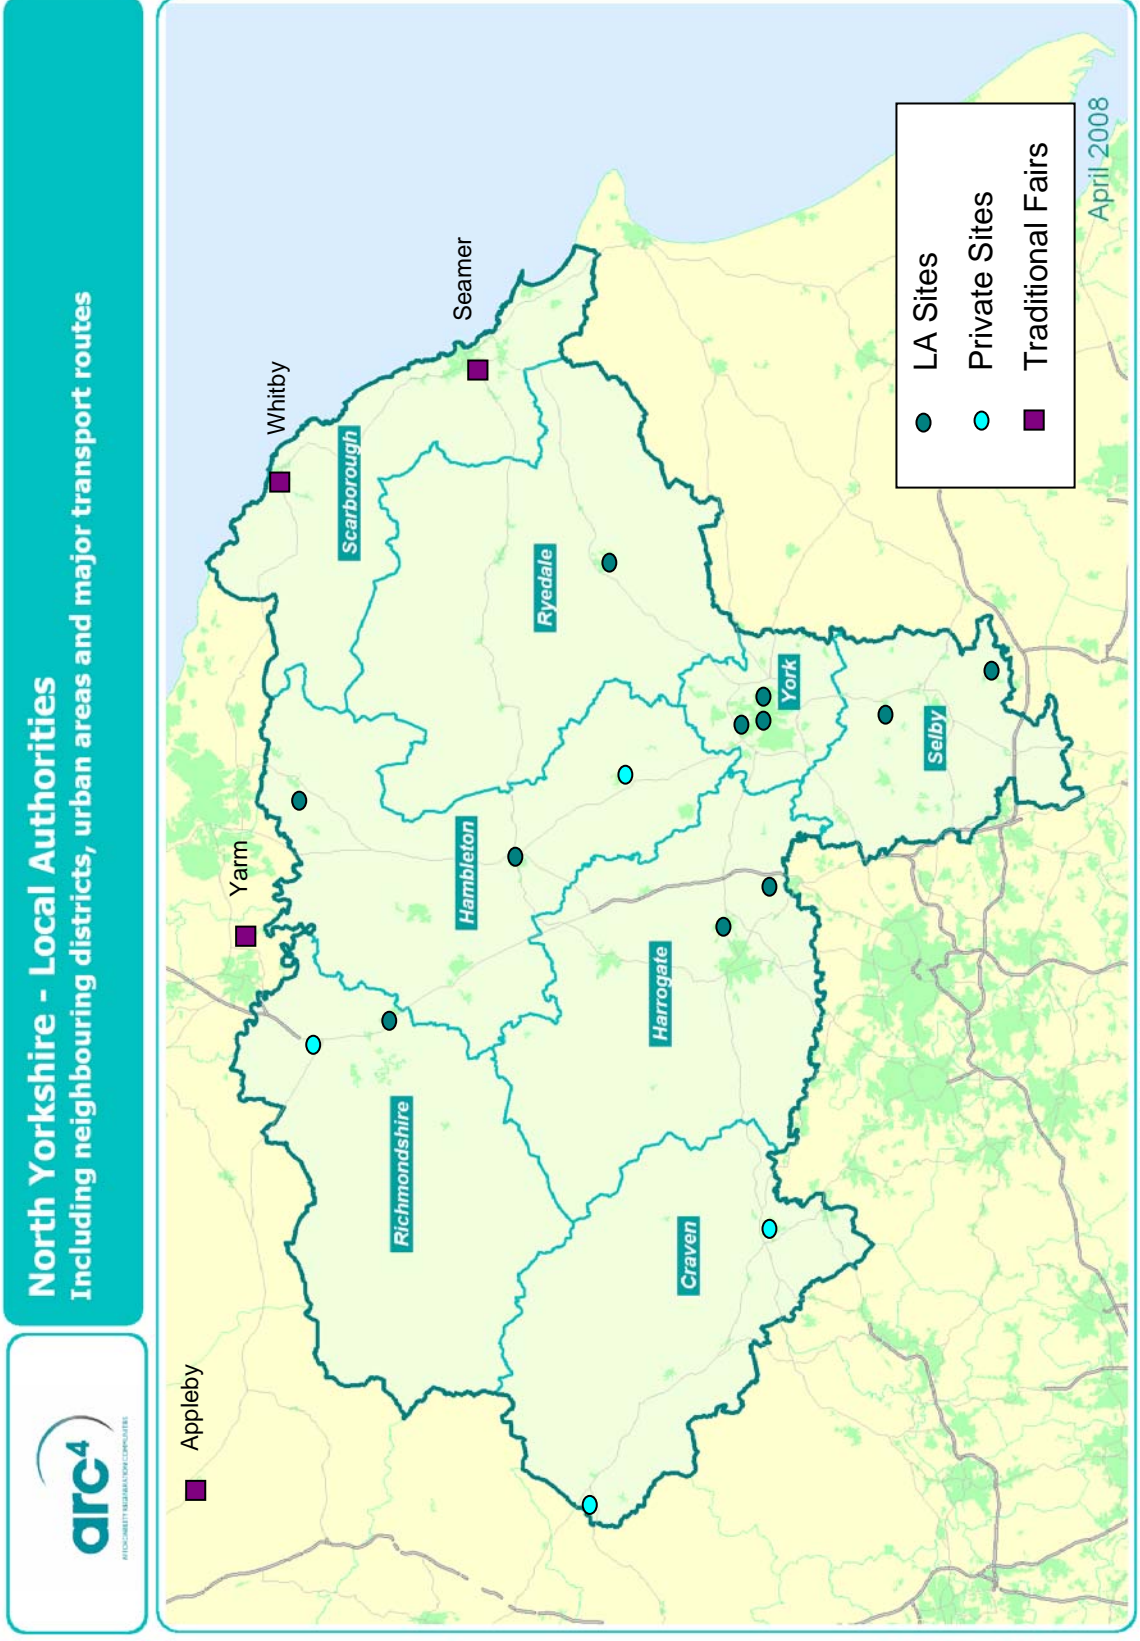 North Yorkshire - Local Authorities
Including neighbouring districts, urban areas and major transport routes
arc4
Appleby
Yarm
Whitby
Seamer
Scarborough
Ryedale
Hambleton
Richmondshire
Harrogate
Craven
York
Selby
LA Sites
Private Sites
Traditional Fairs
April 2008